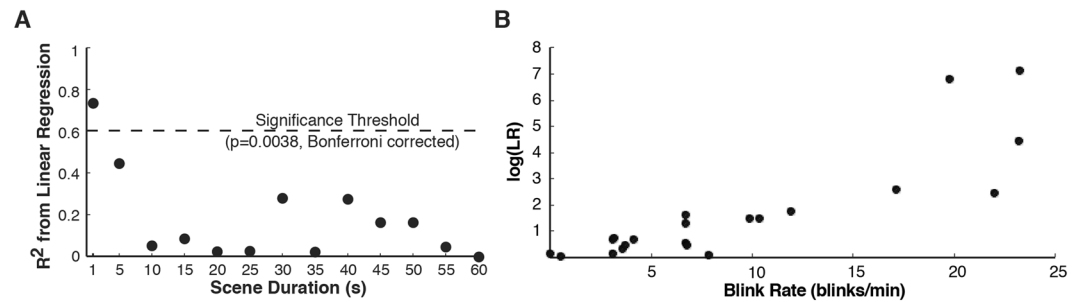 A
R² from Linear Regression
1
0.8
0.6
0.4
0.2
0
Significance Threshold
(p=0.0038, Bonferroni corrected)
1 5 10 15 20 25 30 35 40 45 50 55 60
Scene Duration (s)
B
log(LR)
8
7
6
5
4
3
2
1
5 10 15 20 25
Blink Rate (blinks/min)